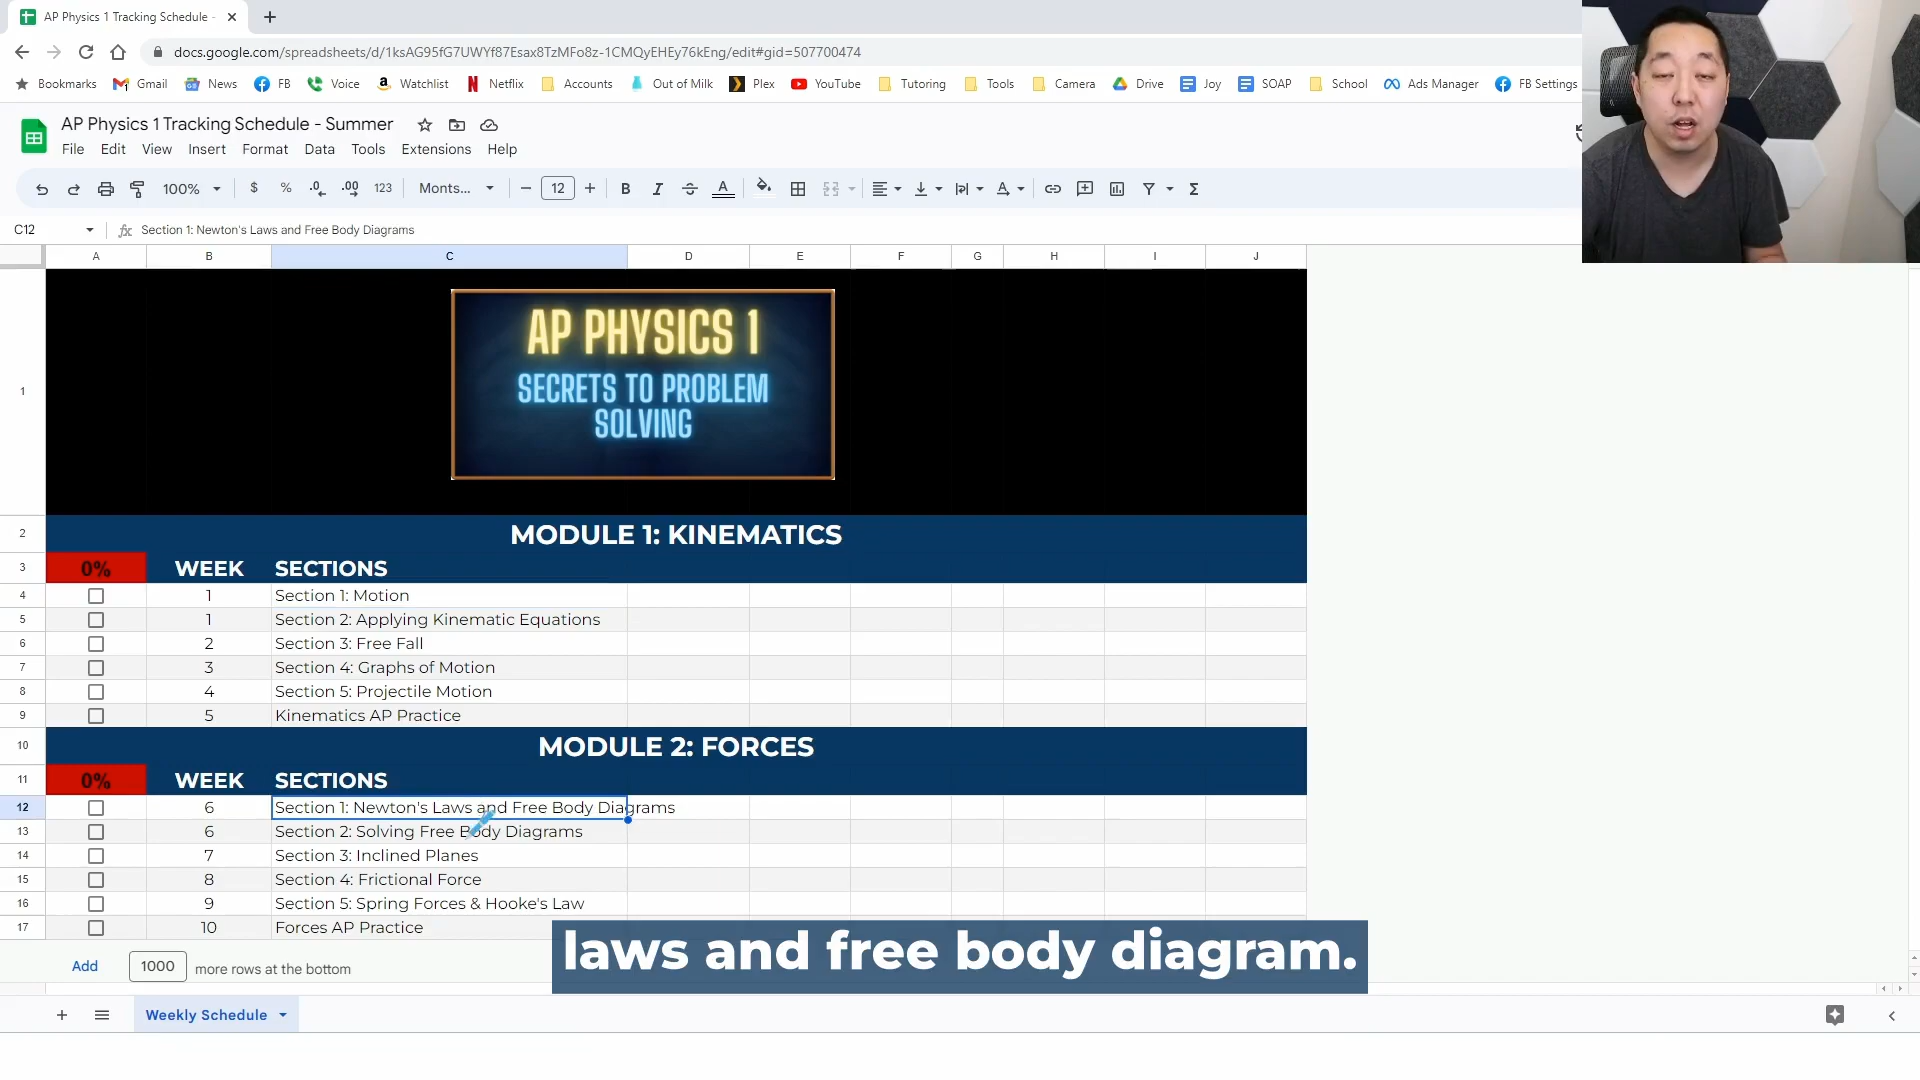 AP Physics 1 Tracking Schedule -
docs.google.com/spreadsheets/d/1ksAG95fG7UWYf87Esax8TzMFo8z-1CMQyEHEy76kEng/edit#gid=507700474
Bookmarks Gmail News FB Voice Watchlist Netflix Accounts Out of Milk Plex YouTube Tutoring Tools Camera Drive Joy SOAP School Ads Manager FB Settings
AP Physics 1 Tracking Schedule - Summer
File Edit View Insert Format Data Tools Extensions Help
100% $ % .0 .00 123 Monts... 12 B I S A
C12 fx Section 1: Newton's Laws and Free Body Diagrams
A B C D E F G H I J
1
AP PHYSICS 1
SECRETS TO PROBLEM
SOLVING
2 MODULE 1: KINEMATICS
3 0% WEEK SECTIONS
4 1 Section 1: Motion
5 1 Section 2: Applying Kinematic Equations
6 2 Section 3: Free Fall
7 3 Section 4: Graphs of Motion
8 4 Section 5: Projectile Motion
9 5 Kinematics AP Practice
10 MODULE 2: FORCES
11 0% WEEK SECTIONS
12 6 Section 1: Newton's Laws and Free Body Diagrams
13 6 Section 2: Solving Free Body Diagrams
14 7 Section 3: Inclined Planes
15 8 Section 4: Frictional Force
16 9 Section 5: Spring Forces & Hooke's Law
17 10 Forces AP Practice
laws and free body diagram.
Add 1000 more rows at the bottom
Weekly Schedule